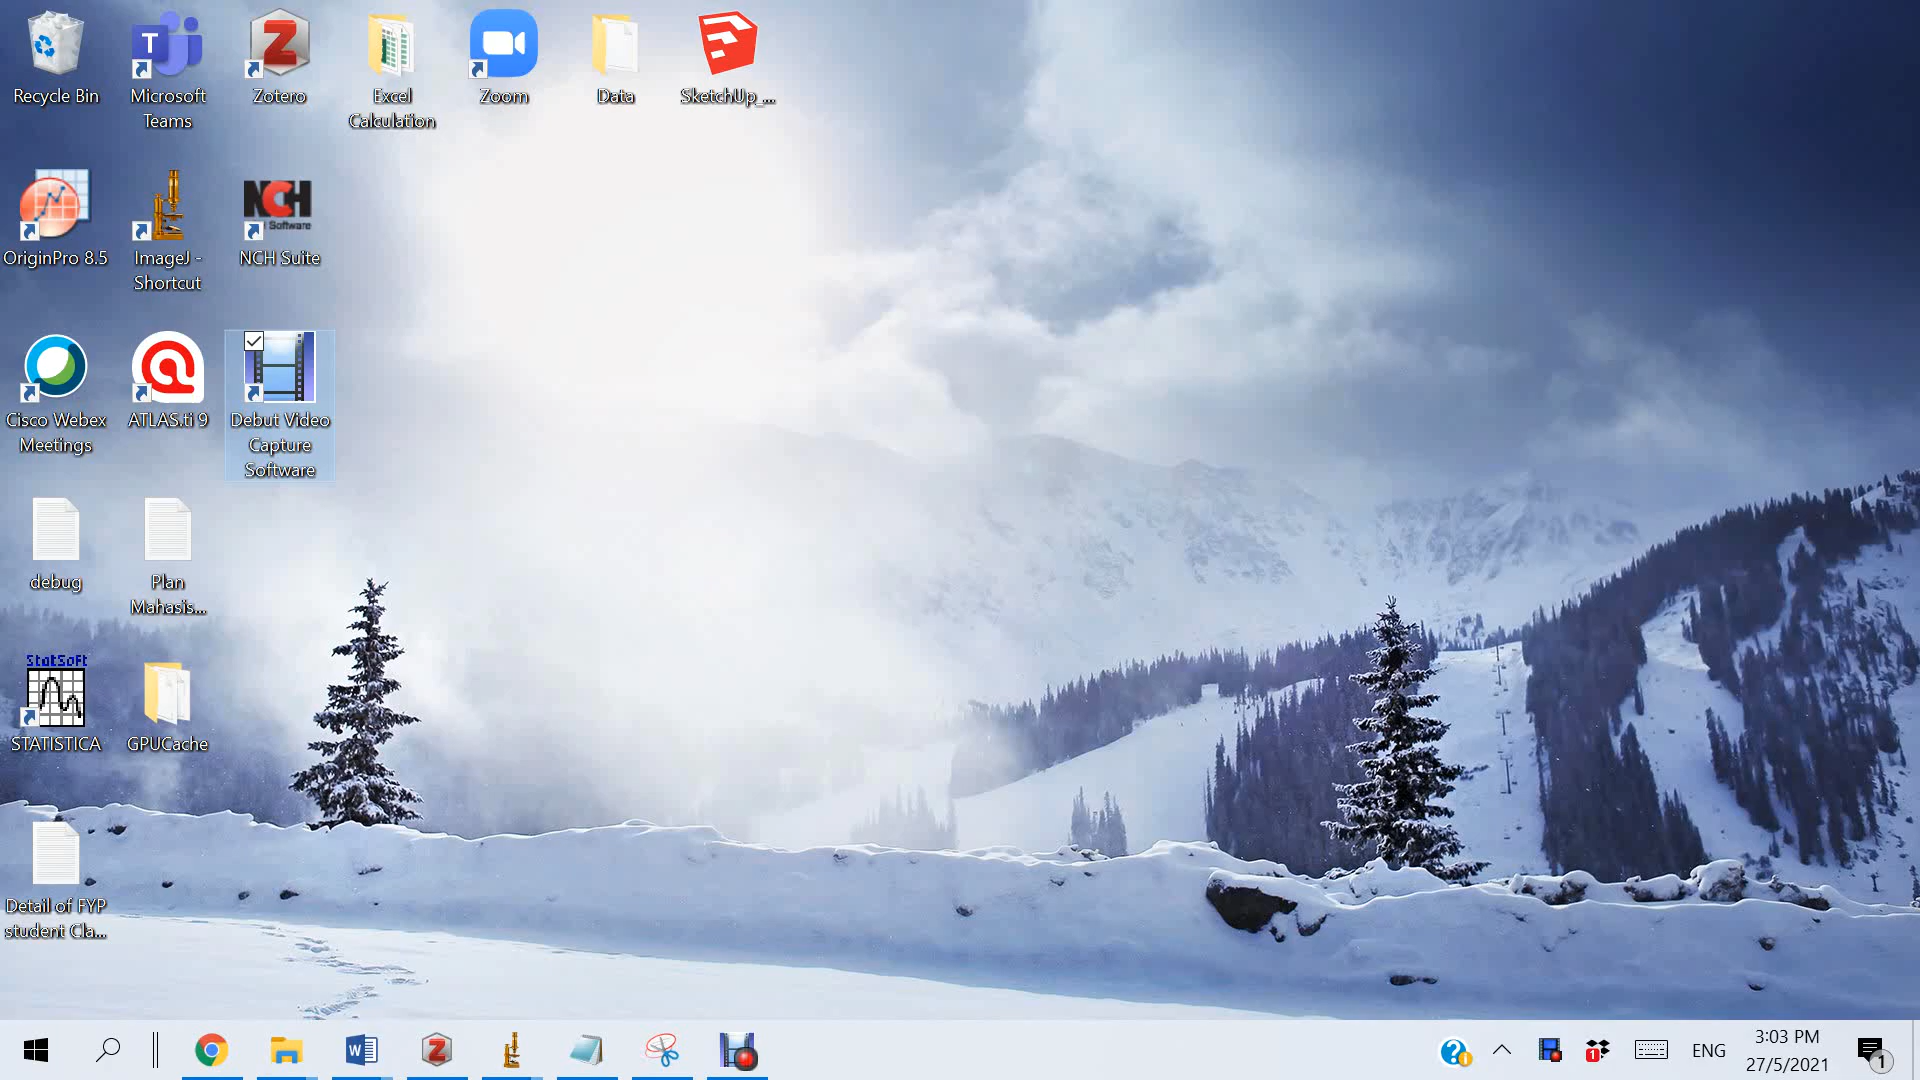 Recycle Bin
Microsoft
Teams
Zotero
Excel
Calculation
Zoom
Data
SketchUp_...
OriginPro 8.5
ImageJ -
Shortcut
NCH
Software
NCH Suite
Cisco Webex
Meetings
ATLAS.ti 9
Debut Video
Capture
Software
debug
Plan
Mahasis...
StatSoft
STATISTICA
GPUCache
Detail of FYP
student Cla...
ENG
3:03 PM
27/5/2021
1
1